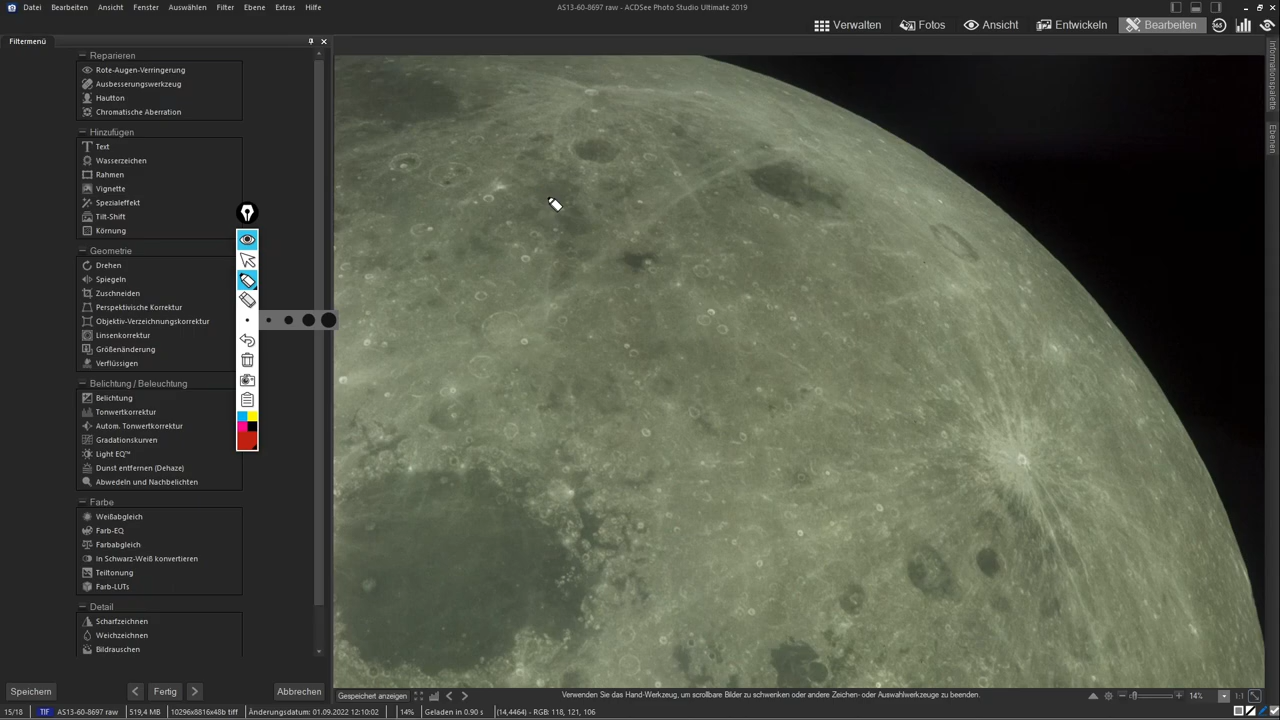 Datei Bearbeiten Ansicht Fenster Auswählen Filter Ebene Extras Hilfe
AS13-60-8697 raw - ACDSee Photo Studio Ultimate 2019
Verwalten Fotos Ansicht Entwickeln Bearbeiten 365
Filtermenü
Reparieren
Rote-Augen-Verringerung
Ausbesserungswerkzeug
Hautton
Chromatische Aberration
Hinzufügen
Text
Wasserzeichen
Rahmen
Vignette
Spezialeffekt
Tilt-Shift
Körnung
Geometrie
Drehen
Spiegeln
Zuschneiden
Perspektivische Korrektur
Objektiv-Verzeichnungskorrektur
Linsenkorrektur
Größenänderung
Verflüssigen
Belichtung / Beleuchtung
Belichtung
Tonwertkorrektur
Autom. Tonwertkorrektur
Gradationskurven
Light EQ™
Dunst entfernen (Dehaze)
Abwedeln und Nachbelichten
Farbe
Weißabgleich
Farb-EQ
Farbabgleich
In Schwarz-Weiß konvertieren
Teiltonung
Farb-LUTs
Detail
Scharfzeichnen
Weichzeichnen
Bildrauschen
Speichern Fertig Abbrechen
Informationspalette
Ebenen
Gespeichert anzeigen
Verwenden Sie das Hand-Werkzeug, um scrollbare Bilder zu schwenken oder andere Zeichen- oder Auswahlwerkzeuge zu beenden.
14% 1:1
15/18 TIF AS13-60-8697 raw 519,4 MB 10296x8816x48b tiff Änderungsdatum: 01.09.2022 12:10:02 14% Geladen in 0.90 s (14,4464) - RGB: 118, 121, 106